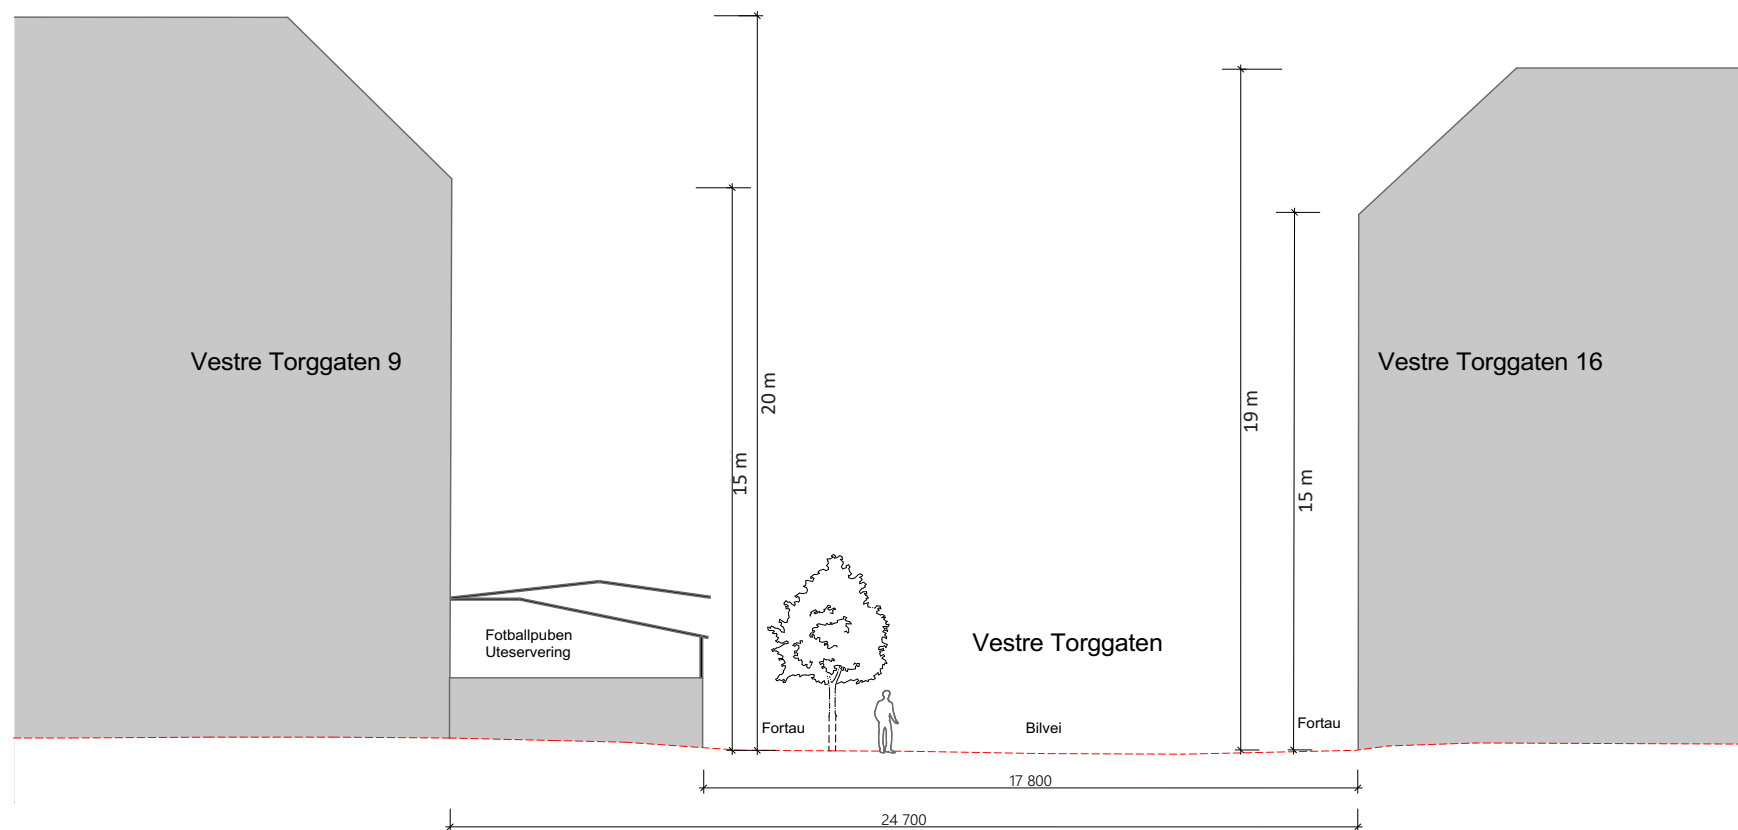 Vestre Torggaten 9
Vestre Torggaten 16
20 m
19 m
15 m
15 m
Fotballpuben
Uteservering
Vestre Torggaten
Fortau
Bilvei
Fortau
17 800
24 700